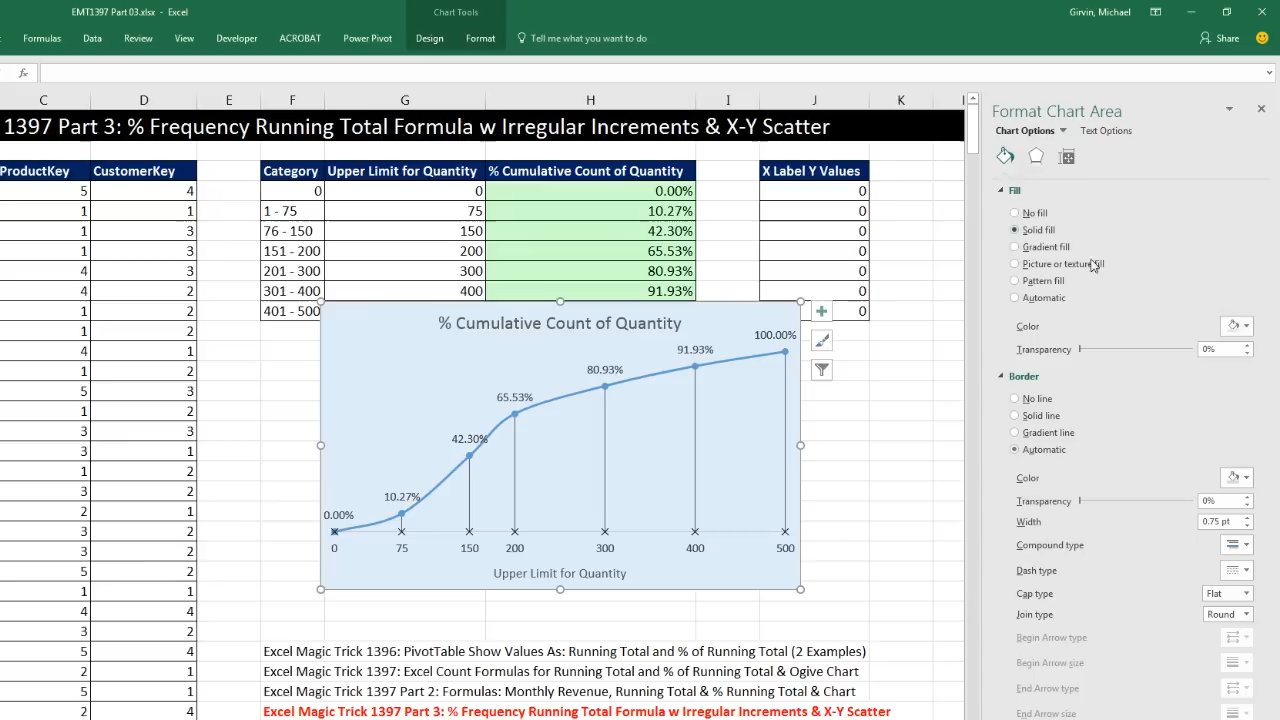 EMT1397 Part 03.xlsx - Excel
Chart Tools
Girvin, Michael
Formulas Data Review View Developer ACROBAT Power Pivot Design Format Tell me what you want to do Share
fx
C D E F G H I J K
1397 Part 3: % Frequency Running Total Formula w Irregular Increments & X-Y Scatter
ProductKey CustomerKey Category Upper Limit for Quantity % Cumulative Count of Quantity X Label Y Values
5 4 0 0 0.00% 0
1 1 1 - 75 75 10.27% 0
1 3 76 - 150 150 42.30% 0
1 3 151 - 200 200 65.53% 0
4 3 201 - 300 300 80.93% 0
4 2 301 - 400 400 91.93% 0
1 2 401 - 500 0
1 2
4 1
1 2
5 3
1 2
3 3
3 1
3 2
2 1
3 2
3 2
5 2
1 1
4 4
3 2
5 4
2 1
5 1
2 4
% Cumulative Count of Quantity
100.00%
91.93%
80.93%
65.53%
42.30%
10.27%
0.00%
0 75 150 200 300 400 500
Upper Limit for Quantity
Excel Magic Trick 1396: PivotTable Show Values As: Running Total and % of Running Total (2 Examples)
Excel Magic Trick 1397: Excel Count Formulas for Running Total and % of Running Total & Ogive Chart
Excel Magic Trick 1397 Part 2: Formulas: Monthly Revenue, Running Total & % Running Total & Chart
Excel Magic Trick 1397 Part 3: % Frequency Running Total Formula w Irregular Increments & X-Y Scatter
Format Chart Area
Chart Options Text Options
Fill
No fill
Solid fill
Gradient fill
Picture or texture fill
Pattern fill
Automatic
Color
Transparency 0%
Border
No line
Solid line
Gradient line
Automatic
Color
Transparency 0%
Width 0.75 pt
Compound type
Dash type
Cap type Flat
Join type Round
Begin Arrow type
Begin Arrow size
End Arrow type
End Arrow size